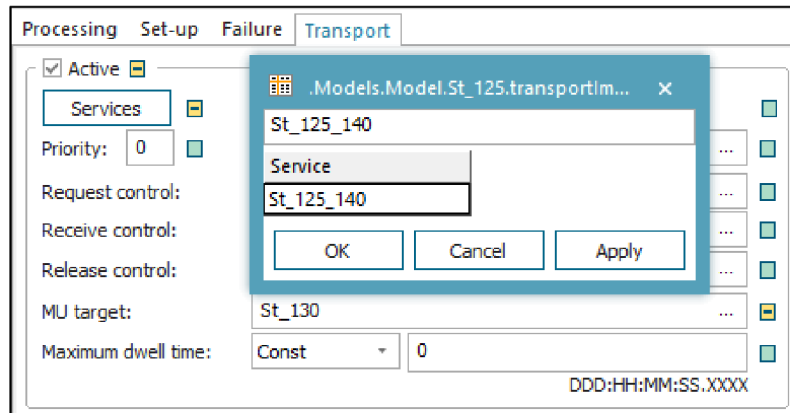 Processing Set-up Failure Transport
Active
.Models.Model.St_125.transportIm... ×
Services
St_125_140
Priority: 0
...
Service
St_125_140
Request control:
...
Receive control:
...
OK Cancel Apply
Release control:
...
MU target: St_130 ...
Maximum dwell time: Const 0
DDD:HH:MM:SS.XXXX